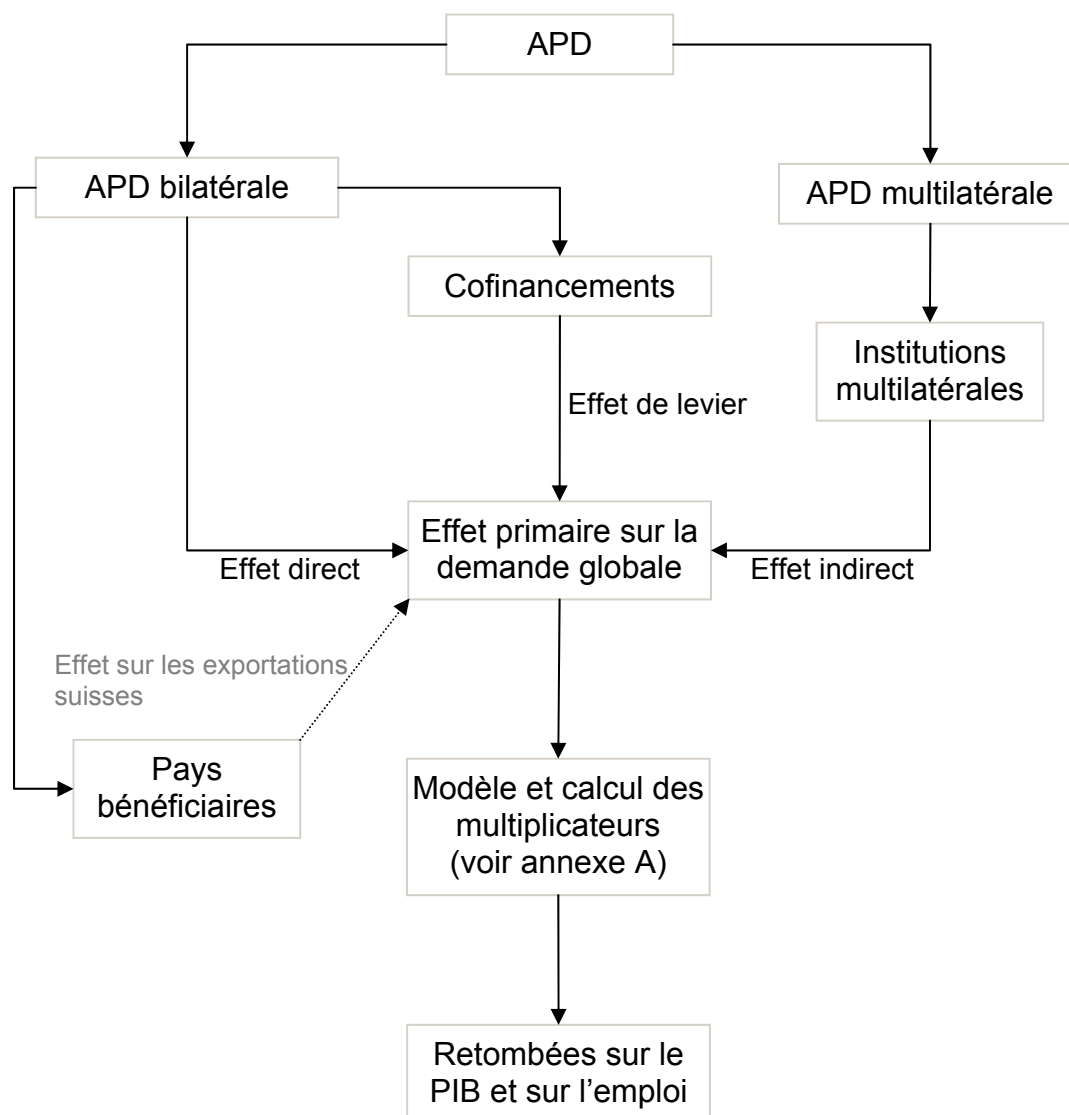 APD
APD bilatérale
APD multilatérale
Cofinancements
Institutions
multilatérales
Effet de levier
Effet primaire sur la
demande globale
Effet direct
Effet indirect
Effet sur les exportations
suisses
Pays
bénéficiaires
Modèle et calcul des
multiplicateurs
(voir annexe A)
Retombées sur le
PIB et sur l’emploi